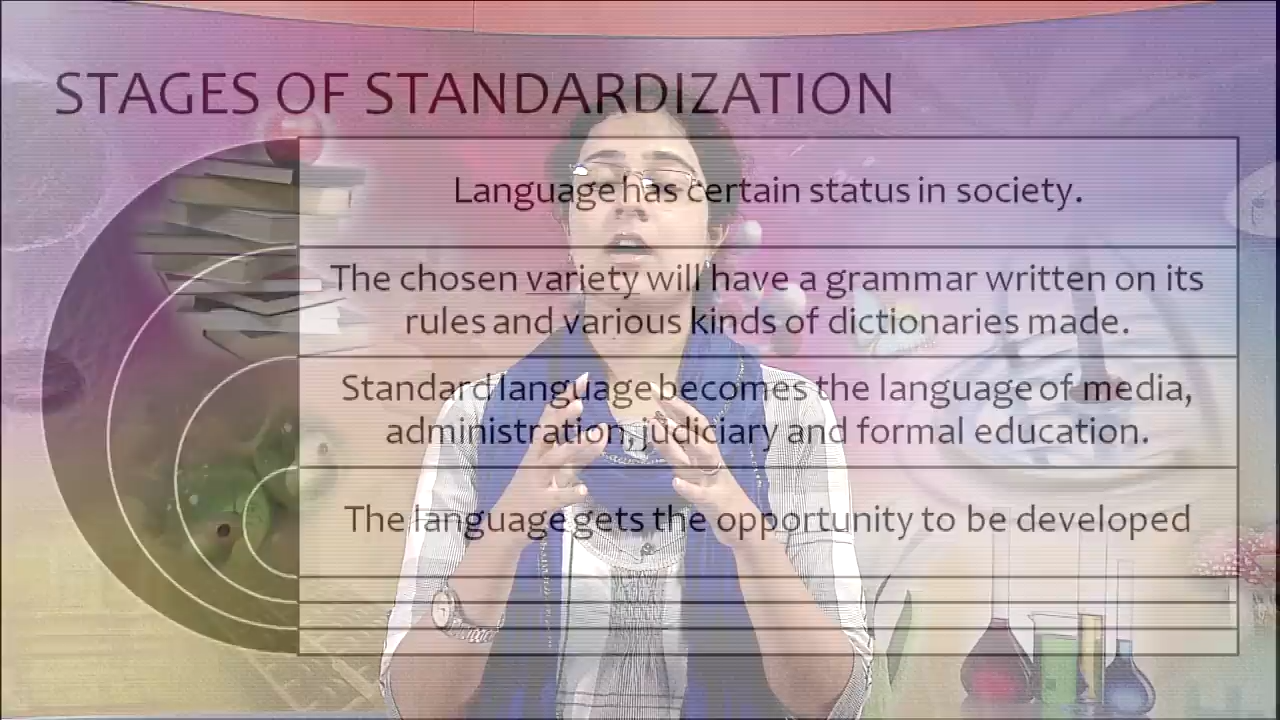 STAGES OF STANDARDIZATION
Language has certain status in society.
The chosen variety will have a grammar written on its
rules and various kinds of dictionaries made.
Standard language becomes the language of media,
administration, judiciary and formal education.
The language gets the opportunity to be developed